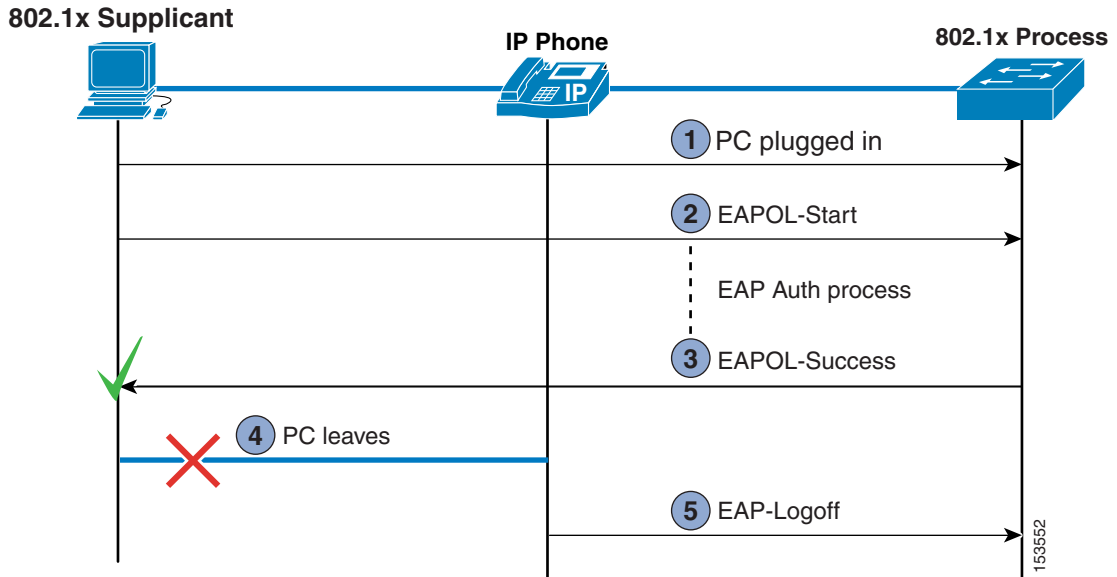 802.1x Supplicant
IP Phone
802.1x Process
IP
1 PC plugged in
2 EAPOL-Start
EAP Auth process
3 EAPOL-Success
4 PC leaves
5 EAP-Logoff
153552